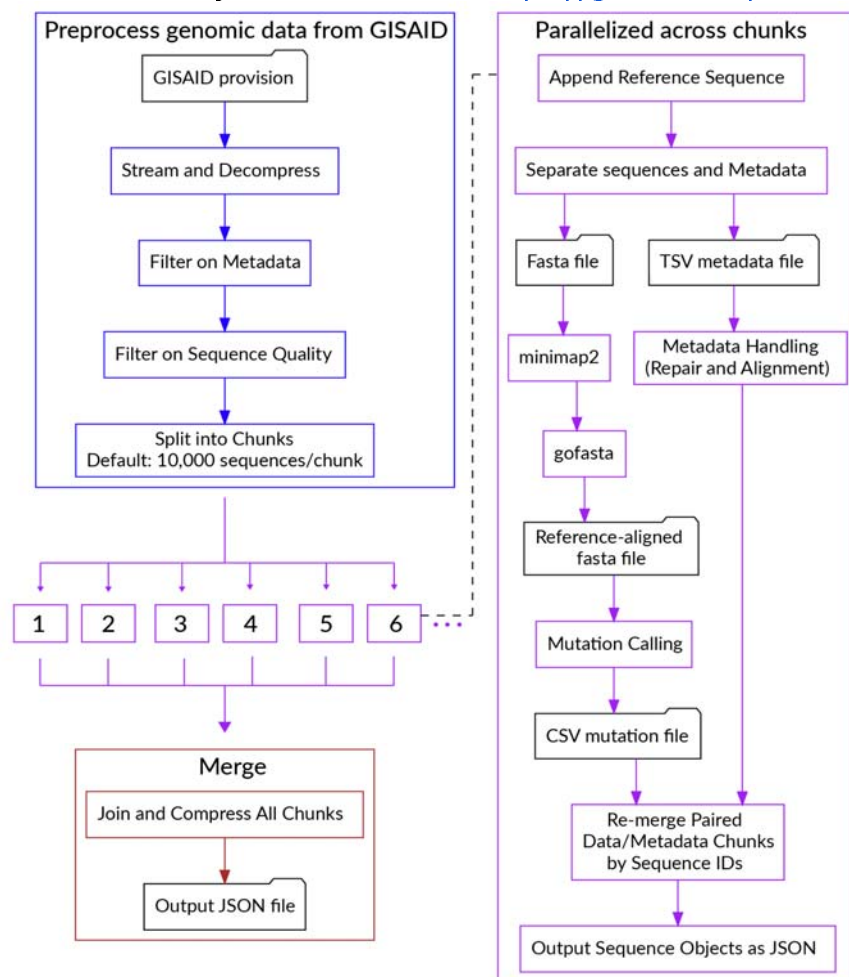 Preprocess genomic data from GISAID
GISAID provision
Stream and Decompress
Filter on Metadata
Filter on Sequence Quality
Split into Chunks
Default: 10,000 sequences/chunk
1
2
3
4
5
6
...
Merge
Join and Compress All Chunks
Output JSON file
Parallelized across chunks
Append Reference Sequence
Separate sequences and Metadata
Fasta file
TSV metadata file
minimap2
Metadata Handling
(Repair and Alignment)
gofasta
Reference-aligned
fasta file
Mutation Calling
CSV mutation file
Re-merge Paired
Data/Metadata Chunks
by Sequence IDs
Output Sequence Objects as JSON